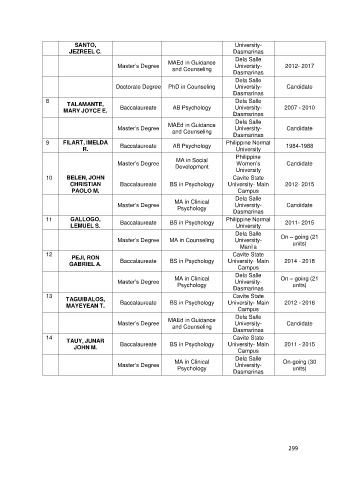 SANTO,
JEZREEL C.
University-
Dasmarinas
Master's Degree
MAEd in Guidance
and Counseling
Dela Salle
University-
Dasmarinas
2012- 2017
Doctorate Degree
PhD in Counseling
Dela Salle
University-
Dasmarinas
Candidate
8
TALAMANTE,
MARY JOYCE E.
Baccalaureate
AB Psychology
Dela Salle
University-
Dasmarinas
2007 - 2010
Master's Degree
MAEd in Guidance
and Counseling
Dela Salle
University-
Dasmarinas
Candidate
9
FILART, IMELDA
R.
Baccalaureate
AB Psychology
Philippine Normal
University
1984-1988
Master's Degree
MA in Social
Development
Philippine
Women's
University
Candidate
10
BELEN, JOHN
CHRISTIAN
PAOLO M.
Baccalaureate
BS in Psychology
Cavite State
University- Main
Campus
2012- 2015
Master's Degree
MA in Clinical
Psychology
Dela Salle
University-
Dasmarinas
Candidate
11
GALLOGO,
LEMUEL S.
Baccalaureate
BS in Psychology
Philippine Normal
University
2011- 2015
Master's Degree
MA in Counseling
Dela Salle
University-
Manila
On – going (21
units)
12
PEJI, RON
GABRIEL A.
Baccalaureate
BS in Psychology
Cavite State
University- Main
Campus
2014 - 2018
Master's Degree
MA in Clinical
Psychology
Dela Salle
University-
Dasmarinas
On – going (21
units)
13
TAGUIBALOS,
MAYEYEAN T.
Baccalaureate
BS in Psychology
Cavite State
University- Main
Campus
2012 - 2016
Master's Degree
MAEd in Guidance
and Counseling
Dela Salle
University-
Dasmarinas
Candidate
14
TAUY, JUNAR
JOHN M.
Baccalaureate
BS in Psychology
Cavite State
University- Main
Campus
2011 - 2015
Master's Degree
MA in Clinical
Psychology
Dela Salle
University-
Dasmarinas
On-going (30
units)
299